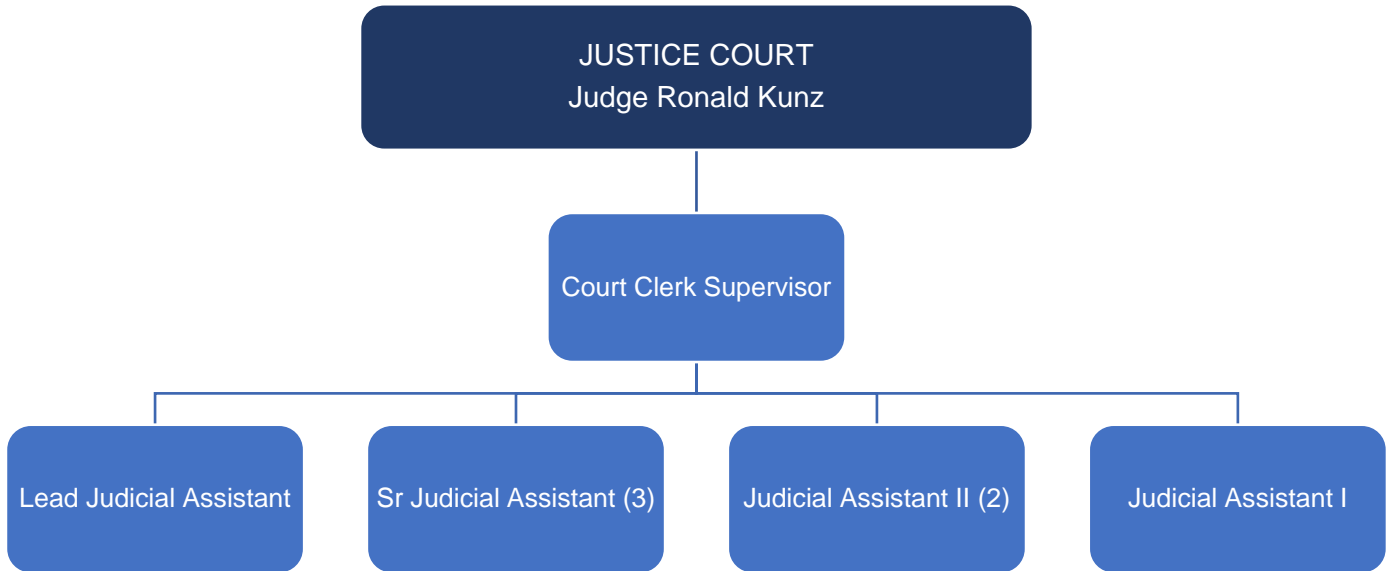 JUSTICE COURT
Judge Ronald Kunz
Court Clerk Supervisor
Lead Judicial Assistant
Sr Judicial Assistant (3)
Judicial Assistant II (2)
Judicial Assistant I